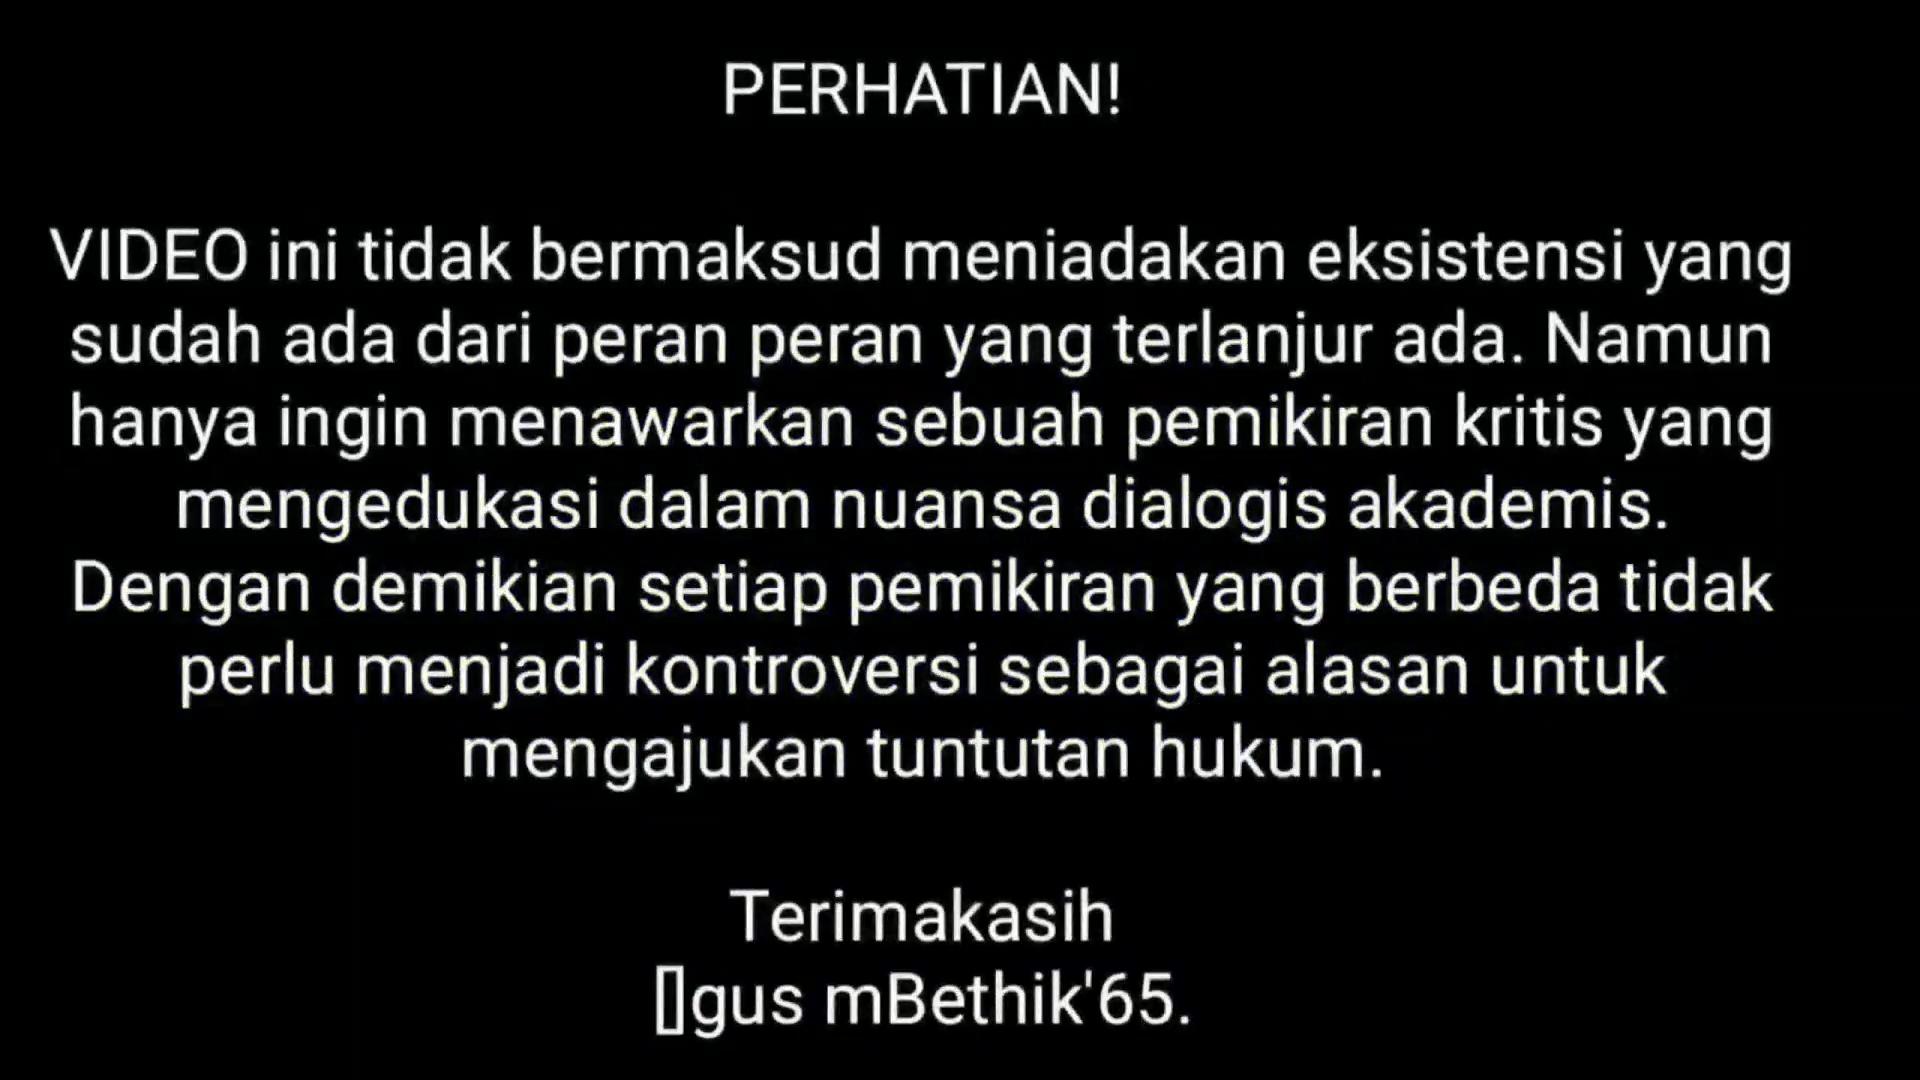 PERHATIAN!
VIDEO ini tidak bermaksud meniadakan eksistensi yang
sudah ada dari peran peran yang terlanjur ada. Namun
hanya ingin menawarkan sebuah pemikiran kritis yang
mengedukasi dalam nuansa dialogis akademis.
Dengan demikian setiap pemikiran yang berbeda tidak
perlu menjadi kontroversi sebagai alasan untuk
mengajukan tuntutan hukum.
Terimakasih
▯gus mBethik'65.